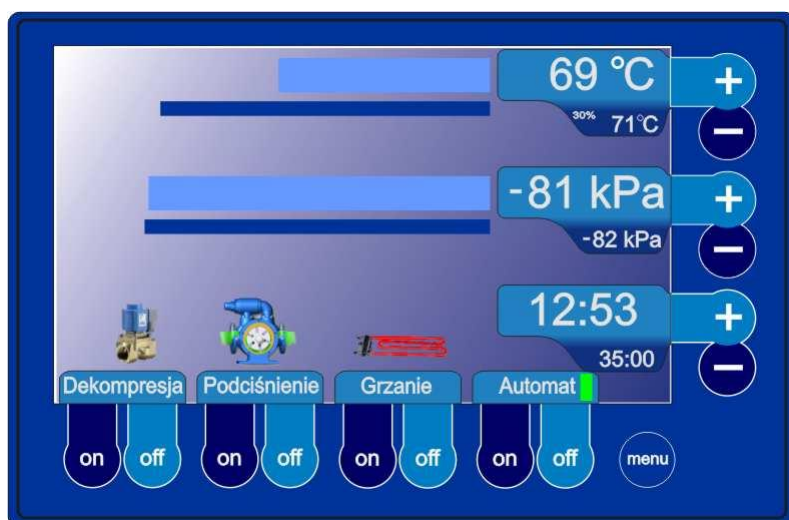 69 °C
+
30% 71°C
−
-81 kPa
+
-82 kPa
−
12:53
+
35:00
−
Dekompresja Podciśnienie Grzanie Automat
on off on off on off on off menu